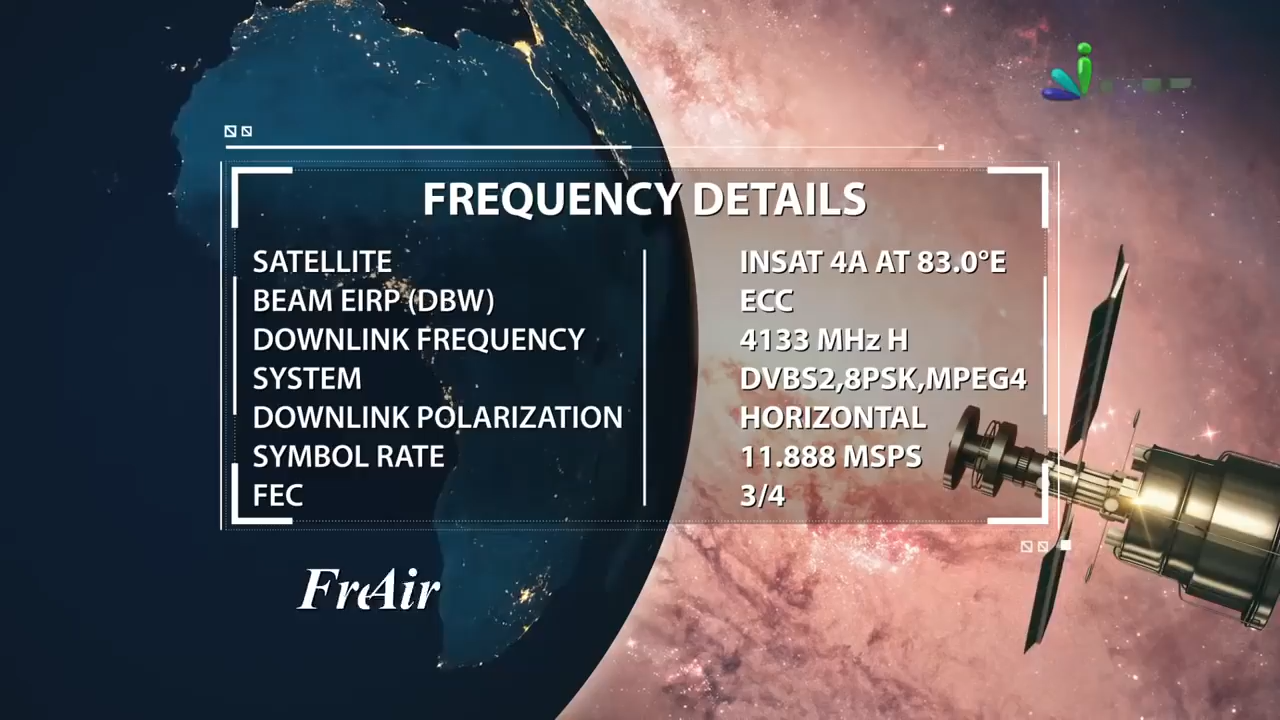 FREQUENCY DETAILS
SATELLITE INSAT 4A AT 83.0°E
BEAM EIRP (DBW) ECC
DOWNLINK FREQUENCY 4133 MHz H
SYSTEM DVBS2,8PSK,MPEG4
DOWNLINK POLARIZATION HORIZONTAL
SYMBOL RATE 11.888 MSPS
FEC 3/4